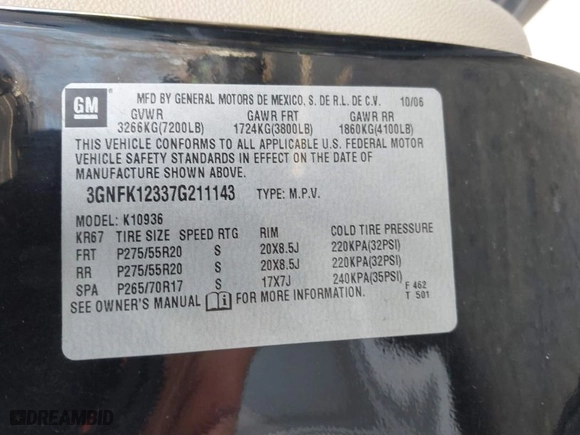 GM
MFD BY GENERAL MOTORS DE MEXICO, S. DE R.L. DE C.V. 10/06
GVWR GAWR FRT GAWR RR
3266KG(7200LB) 1724KG(3800LB) 1860KG(4100LB)
THIS VEHICLE CONFORMS TO ALL APPLICABLE U.S. FEDERAL MOTOR
VEHICLE SAFETY STANDARDS IN EFFECT ON THE DATE OF
MANUFACTURE SHOWN ABOVE.
3GNFK12337G211143 TYPE: M.P.V.
MODEL: K10936
KR67 TIRE SIZE SPEED RTG RIM COLD TIRE PRESSURE
FRT P275/55R20 S 20X8.5J 220KPA(32PSI)
RR P275/55R20 S 20X8.5J 220KPA(32PSI)
SPA P265/70R17 S 17X7J 240KPA(35PSI)
SEE OWNER'S MANUAL FOR MORE INFORMATION.
F 462
T S01
DREAMBID